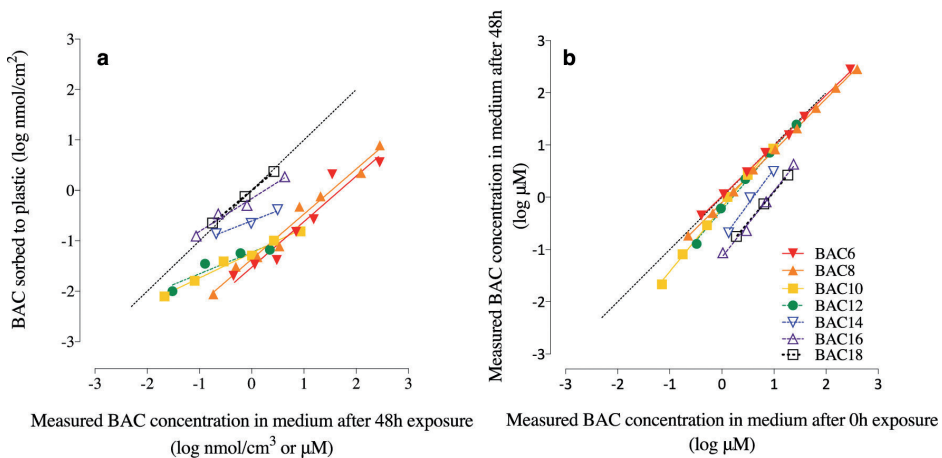 a
BAC sorbed to plastic (log nmol/cm²)
3
2
1
0
-1
-2
-3
-3
-2
-1
0
1
2
3
Measured BAC concentration in medium after 48h exposure
(log nmol/cm³ or µM)
b
Measured BAC concentration in medium after 48h
(log µM)
3
2
1
0
-1
-2
-3
BAC6
BAC8
BAC10
BAC12
BAC14
BAC16
BAC18
-3
-2
-1
0
1
2
3
Measured BAC concentration in medium after 0h exposure
(log µM)